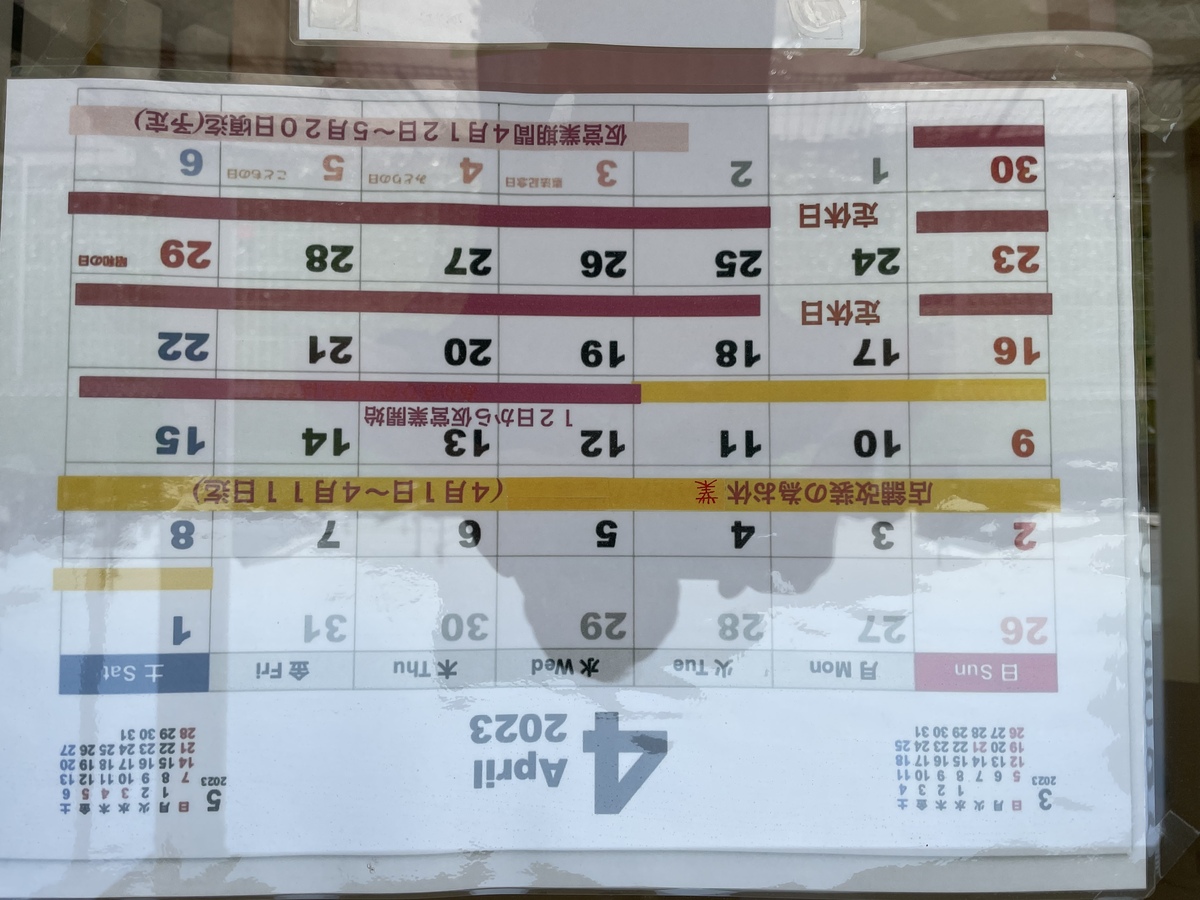 3
2023
日 月 火 水 木 金 土
1 2 3 4
5 6 7 8 9 10 11
12 13 14 15 16 17 18
19 20 21 22 23 24 25
26 27 28 29 30 31
4
April
2023
5
2023
日 月 火 水 木 金 土
1 2 3 4 5 6
7 8 9 10 11 12 13
14 15 16 17 18 19 20
21 22 23 24 25 26 27
28 29 30 31
日 Sun 月 Mon 火 Tue 水 Wed 木 Thu 金 Fri 土 Sat
26 27 28 29 30 31 1
2 3 4 5 6 7 8
店舗改装の為お休業 (4月1日~4月11日迄)
9 10 11 12 13 14 15
12日から仮営業開始
16 17 18 19 20 21 22
定休日
23 24 25 26 27 28 29 昭和の日
定休日
30 1 2 3 憲法記念日 4 みどりの日 5 こどもの日 6
仮営業期間4月12日~5月20日頃迄(予定)